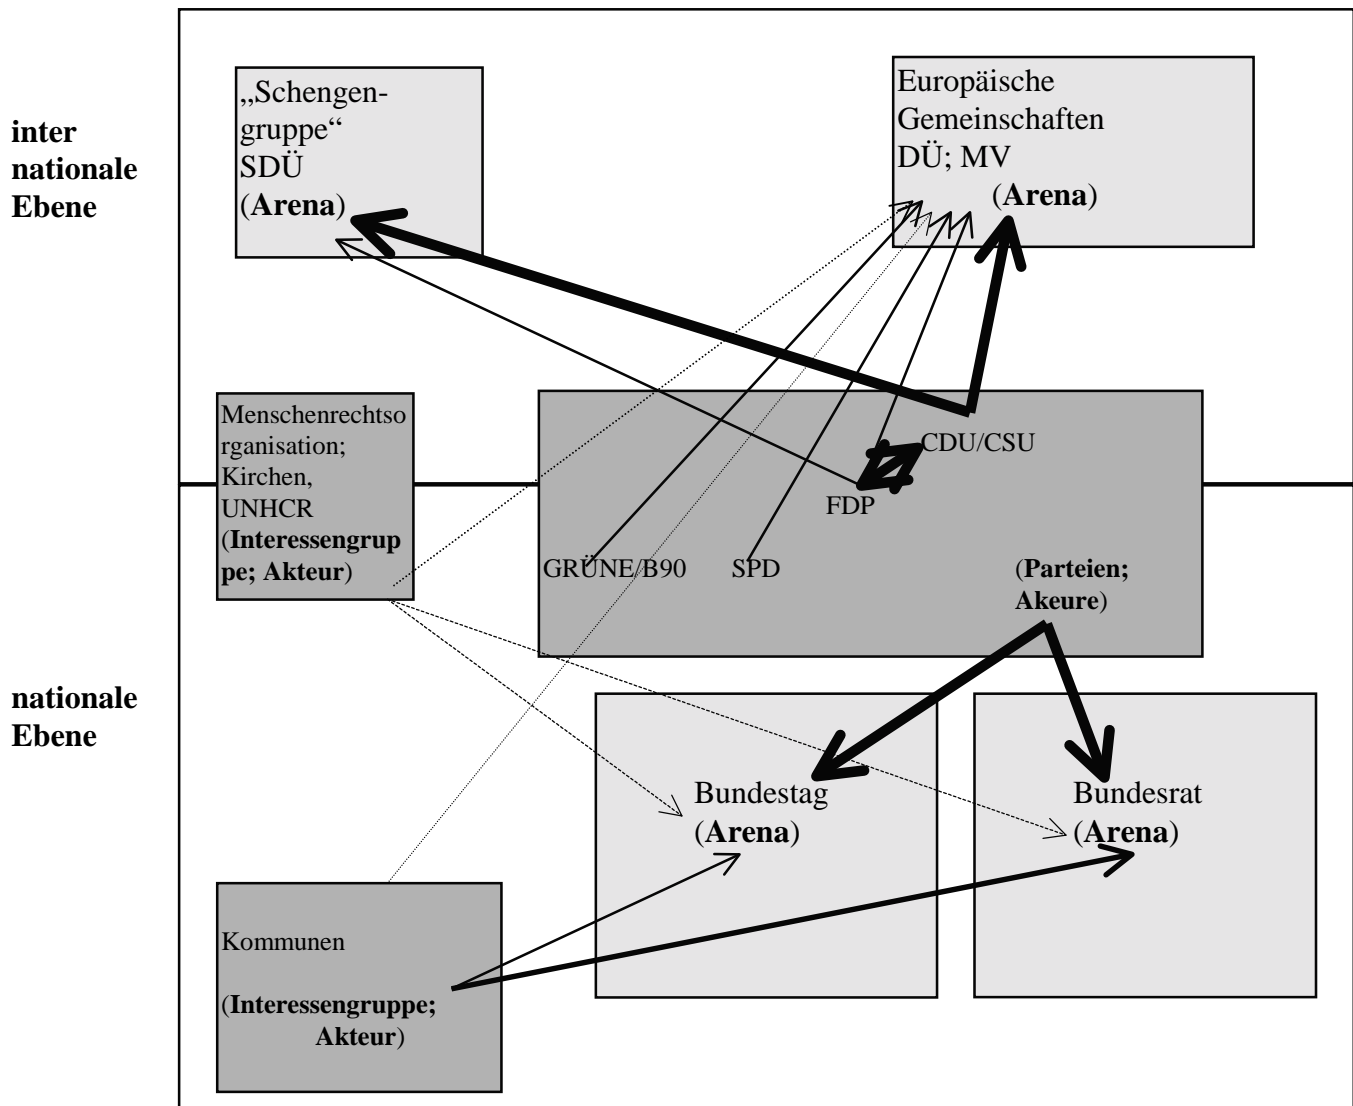 inter
nationale
Ebene
„Schengen-
gruppe“
SDÜ
(Arena)
Europäische
Gemeinschaften
DÜ; MV
(Arena)
Menschenrechtso
rganisation;
Kirchen,
UNHCR
(Interessengrup
pe; Akteur)
CDU/CSU
FDP
GRÜNE/B90
SPD
(Parteien;
Akeure)
nationale
Ebene
Bundestag
(Arena)
Bundesrat
(Arena)
Kommunen
(Interessengruppe;
Akteur)